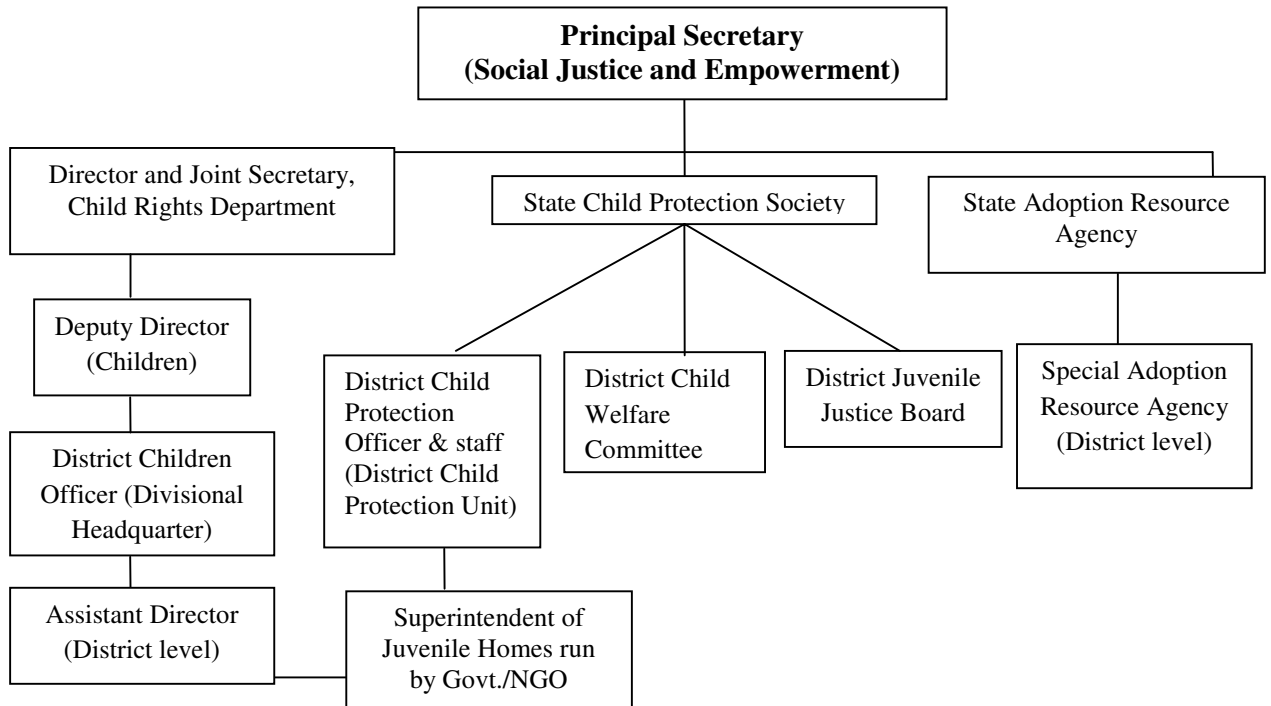 Principal Secretary
(Social Justice and Empowerment)
Director and Joint Secretary,
Child Rights Department
State Child Protection Society
State Adoption Resource
Agency
Deputy Director
(Children)
District Child
Protection
Officer & staff
(District Child
Protection Unit)
District Child
Welfare
Committee
District Juvenile
Justice Board
Special Adoption
Resource Agency
(District level)
District Children
Officer (Divisional
Headquarter)
Assistant Director
(District level)
Superintendent of
Juvenile Homes run
by Govt./NGO